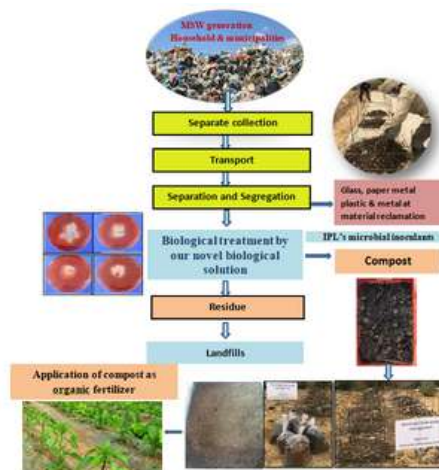 MSW generation
Household & municipalities
Separate collection
Transport
Separation and Segregation
Glass, paper metal
plastic & metal at
material reclamation
Biological treatment by
our novel biological
solution
IPL's microbial inoculants
Compost
Residue
Landfills
Application of compost as
organic fertilizer